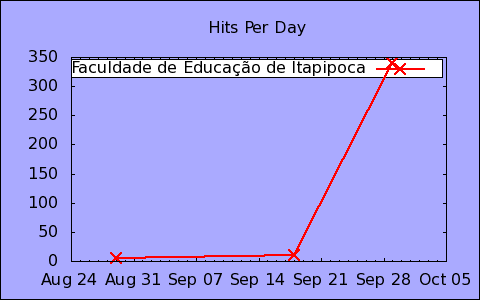 Hits Per Day
Faculdade de Educação de Itapipoca
350
300
250
200
150
100
50
0
Aug 24 Aug 31 Sep 07 Sep 14 Sep 21 Sep 28 Oct 05